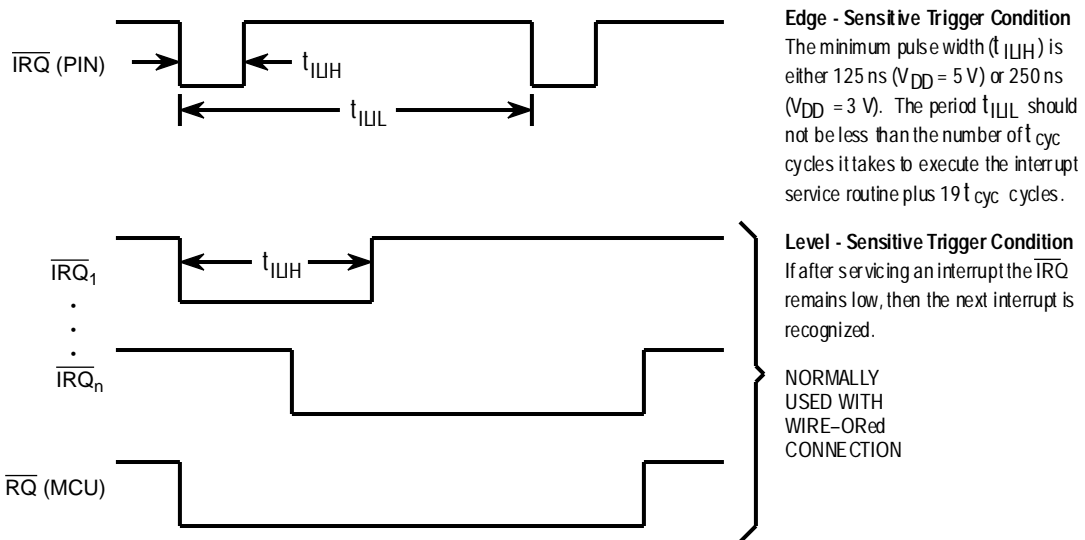 Edge - Sensitive Trigger Condition
The minimum pulse width (tILIH) is
either 125 ns (VDD = 5 V) or 250 ns
(VDD = 3 V). The period tILIL should
not be less than the number of tcyc
cycles it takes to execute the interrupt
service routine plus 19 tcyc cycles.
IRQ (PIN)
tILIH
tILIL
Level - Sensitive Trigger Condition
If after servicing an interrupt the IRQ
remains low, then the next interrupt is
recognized.
NORMALLY
USED WITH
WIRE–ORed
CONNECTION
IRQ1
tILIH
.
.
.
IRQn
RQ (MCU)